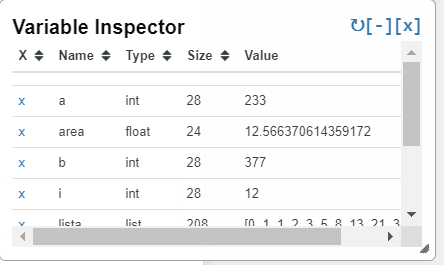 Variable Inspector ↻[-][x]
X Name Type Size Value
x a int 28 233
x area float 24 12.566370614359172
x b int 28 377
x i int 28 12
x lista list 208 [0, 1, 1, 2, 3, 5, 8, 13, 21, 3